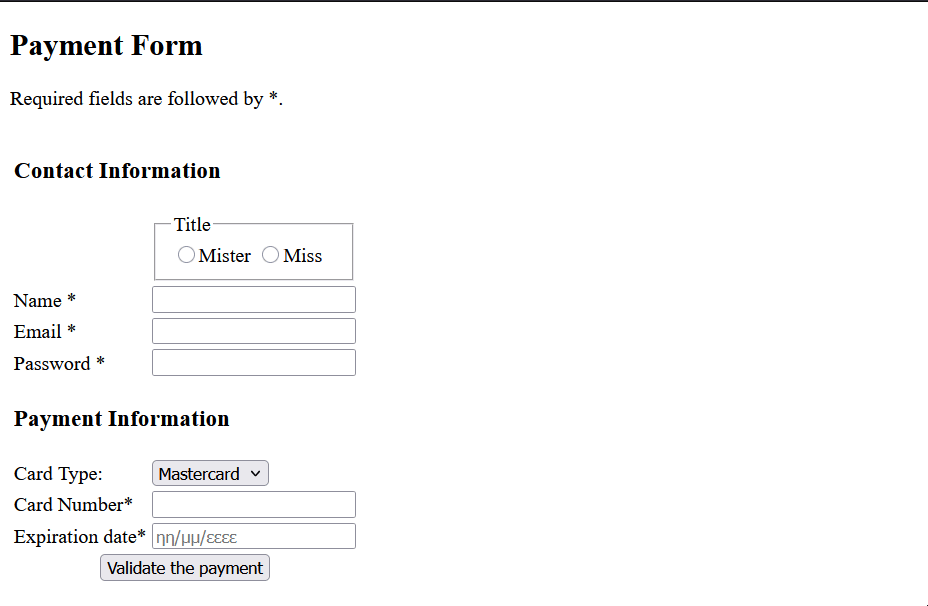 Payment Form
Required fields are followed by *.
Contact Information
Title
Mister Miss
Name *
Email *
Password *
Payment Information
Card Type: Mastercard
Card Number*
Expiration date* ηη/μμ/εεεε
Validate the payment